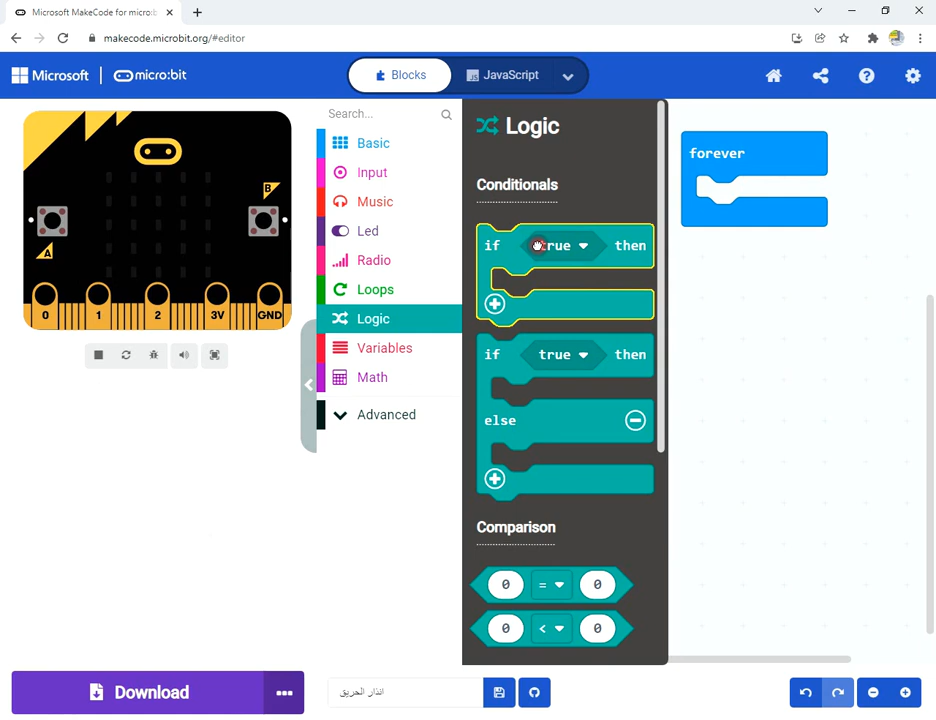 Microsoft MakeCode for micro:b
makecode.microbit.org/#editor
Microsoft
micro:bit
Blocks
JavaScript
Search...
Basic
Input
Music
Led
Radio
Loops
Logic
Variables
Math
Advanced
Logic
Conditionals
if true then
if true then
else
Comparison
0 = 0
0 < 0
forever
B
A
0 1 2 3V GND
Download
انذار الحريق